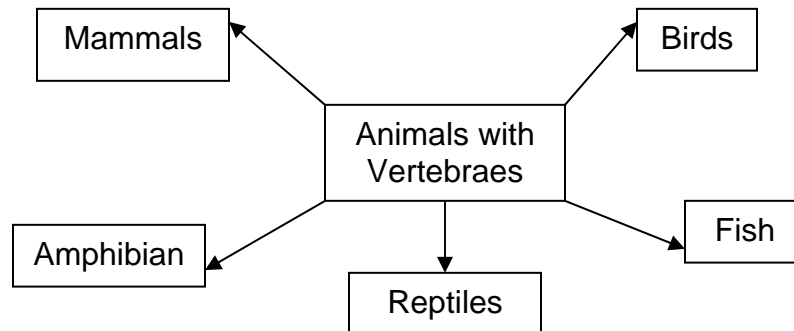 Mammals
Birds
Animals with
Vertebraes
Amphibian
Fish
Reptiles